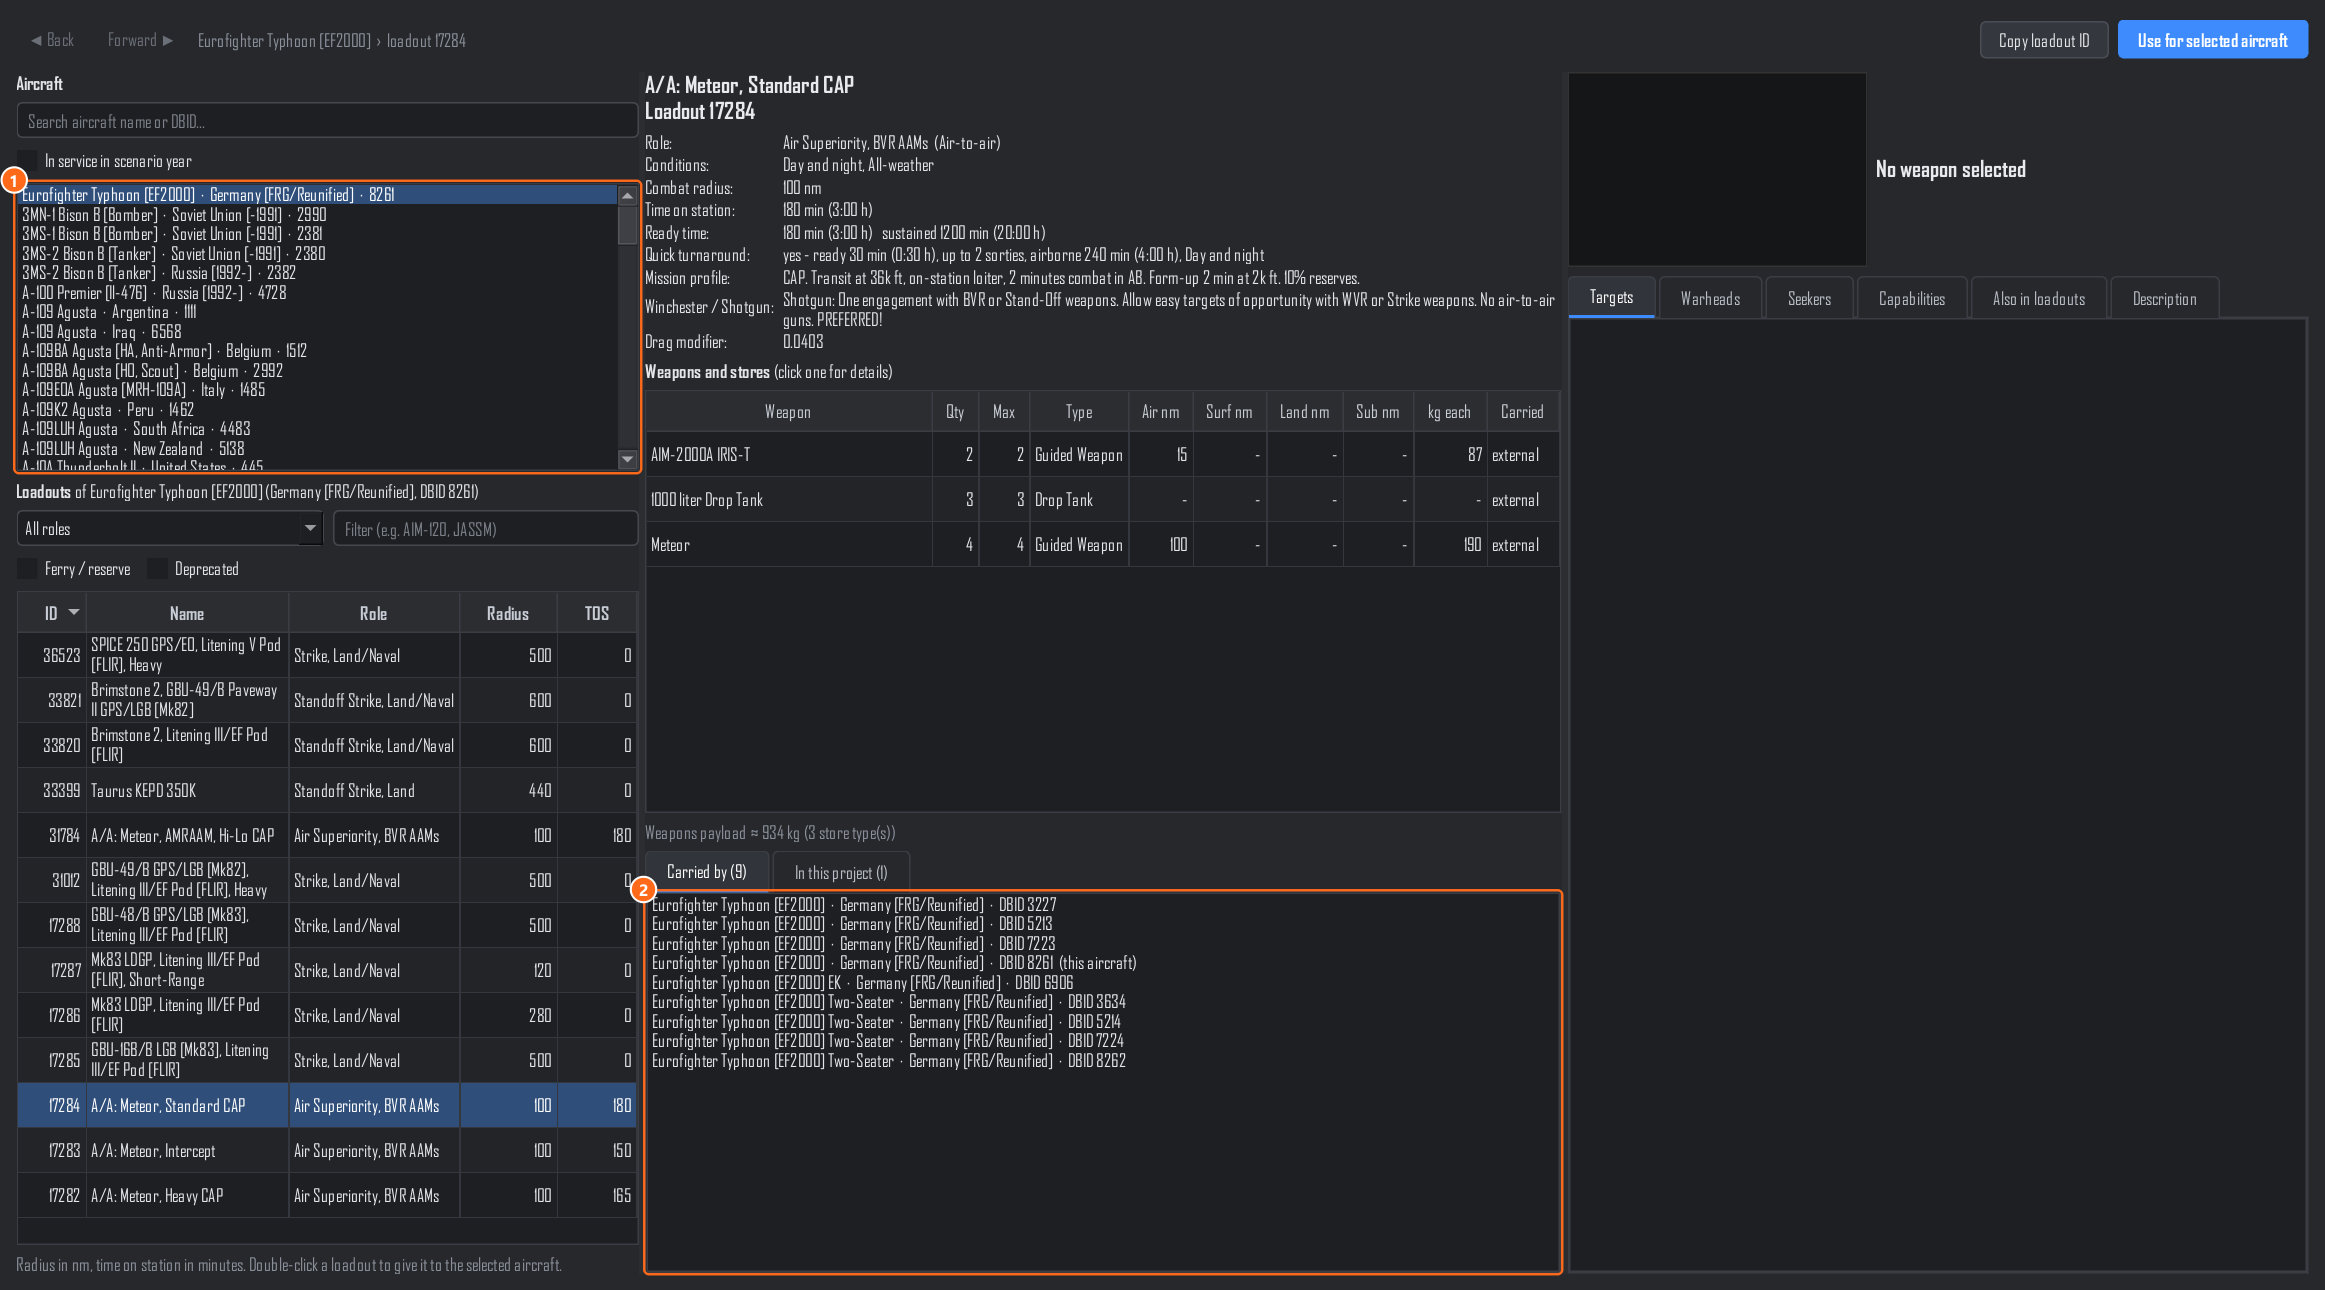 ◀ Back
Forward ▶
Eurofighter Typhoon [EF2000] › loadout 17284
Copy loadout ID
Use for selected aircraft
Aircraft
Search aircraft name or DBID...
In service in scenario year
1
Eurofighter Typhoon [EF2000] · Germany [FRG/Reunified] · 8261
3MN-1 Bison B [Bomber] · Soviet Union [-1991] · 2990
3MS-1 Bison B [Bomber] · Soviet Union [-1991] · 2381
3MS-2 Bison B [Tanker] · Soviet Union [-1991] · 2380
3MS-2 Bison B [Tanker] · Russia [1992-] · 2382
A-100 Premier [Il-476] · Russia [1992-] · 4728
A-109 Agusta · Argentina · 1111
A-109 Agusta · Iraq · 6568
A-109BA Agusta [HA, Anti-Armor] · Belgium · 1512
A-109BA Agusta [HO, Scout] · Belgium · 2992
A-109EOA Agusta [MRH-109A] · Italy · 1485
A-109K2 Agusta · Peru · 1462
A-109LUH Agusta · South Africa · 4483
A-109LUH Agusta · New Zealand · 5138
A-10A Thunderbolt II · United States · 445
Loadouts of Eurofighter Typhoon [EF2000] (Germany [FRG/Reunified], DBID 8261)
All roles
Filter (e.g. AIM-120, JASSM)
Ferry / reserve
Deprecated
ID Name Role Radius TOS
36523 SPICE 250 GPS/EO, Litening V Pod [FLIR], Heavy Strike, Land/Naval 500 0
33821 Brimstone 2, GBU-49/B Paveway II GPS/LGB [Mk82] Standoff Strike, Land/Naval 600 0
33820 Brimstone 2, Litening III/EF Pod [FLIR] Standoff Strike, Land/Naval 600 0
33399 Taurus KEPD 350K Standoff Strike, Land 440 0
31784 A/A: Meteor, AMRAAM, Hi-Lo CAP Air Superiority, BVR AAMs 100 180
31012 GBU-49/B GPS/LGB [Mk82], Litening III/EF Pod [FLIR], Heavy Strike, Land/Naval 500 0
17288 GBU-48/B GPS/LGB [Mk83], Litening III/EF Pod [FLIR] Strike, Land/Naval 500 0
17287 Mk83 LDGP, Litening III/EF Pod [FLIR], Short-Range Strike, Land/Naval 120 0
17286 Mk83 LDGP, Litening III/EF Pod [FLIR] Strike, Land/Naval 280 0
17285 GBU-16B/B LGB [Mk83], Litening III/EF Pod [FLIR] Strike, Land/Naval 500 0
17284 A/A: Meteor, Standard CAP Air Superiority, BVR AAMs 100 180
17283 A/A: Meteor, Intercept Air Superiority, BVR AAMs 100 150
17282 A/A: Meteor, Heavy CAP Air Superiority, BVR AAMs 100 165
Radius in nm, time on station in minutes. Double-click a loadout to give it to the selected aircraft.
A/A: Meteor, Standard CAP
Loadout 17284
Role: Air Superiority, BVR AAMs (Air-to-air)
Conditions: Day and night, All-weather
Combat radius: 100 nm
Time on station: 180 min (3:00 h)
Ready time: 180 min (3:00 h) sustained 1200 min (20:00 h)
Quick turnaround: yes - ready 30 min (0:30 h), up to 2 sorties, airborne 240 min (4:00 h), Day and night
Mission profile: CAP. Transit at 36k ft, on-station loiter, 2 minutes combat in AB. Form-up 2 min at 2k ft. 10% reserves.
Winchester / Shotgun: Shotgun: One engagement with BVR or Stand-Off weapons. Allow easy targets of opportunity with WVR or Strike weapons. No air-to-air
guns. PREFERRED!
Drag modifier: 0.0403
Weapons and stores (click one for details)
Weapon Qty Max Type Air nm Surf nm Land nm Sub nm kg each Carried
AIM-2000A IRIS-T 2 2 Guided Weapon 15 - - - 87 external
1000 liter Drop Tank 3 3 Drop Tank - - - - - external
Meteor 4 4 Guided Weapon 100 - - - 190 external
Weapons payload ≈ 934 kg (3 store type(s))
Carried by (9)
In this project (1)
2
Eurofighter Typhoon [EF2000] · Germany [FRG/Reunified] · DBID 3227
Eurofighter Typhoon [EF2000] · Germany [FRG/Reunified] · DBID 5213
Eurofighter Typhoon [EF2000] · Germany [FRG/Reunified] · DBID 7223
Eurofighter Typhoon [EF2000] · Germany [FRG/Reunified] · DBID 8261 (this aircraft)
Eurofighter Typhoon [EF2000] EK · Germany [FRG/Reunified] · DBID 6906
Eurofighter Typhoon [EF2000] Two-Seater · Germany [FRG/Reunified] · DBID 3634
Eurofighter Typhoon [EF2000] Two-Seater · Germany [FRG/Reunified] · DBID 5214
Eurofighter Typhoon [EF2000] Two-Seater · Germany [FRG/Reunified] · DBID 7224
Eurofighter Typhoon [EF2000] Two-Seater · Germany [FRG/Reunified] · DBID 8262
No weapon selected
Targets
Warheads
Seekers
Capabilities
Also in loadouts
Description